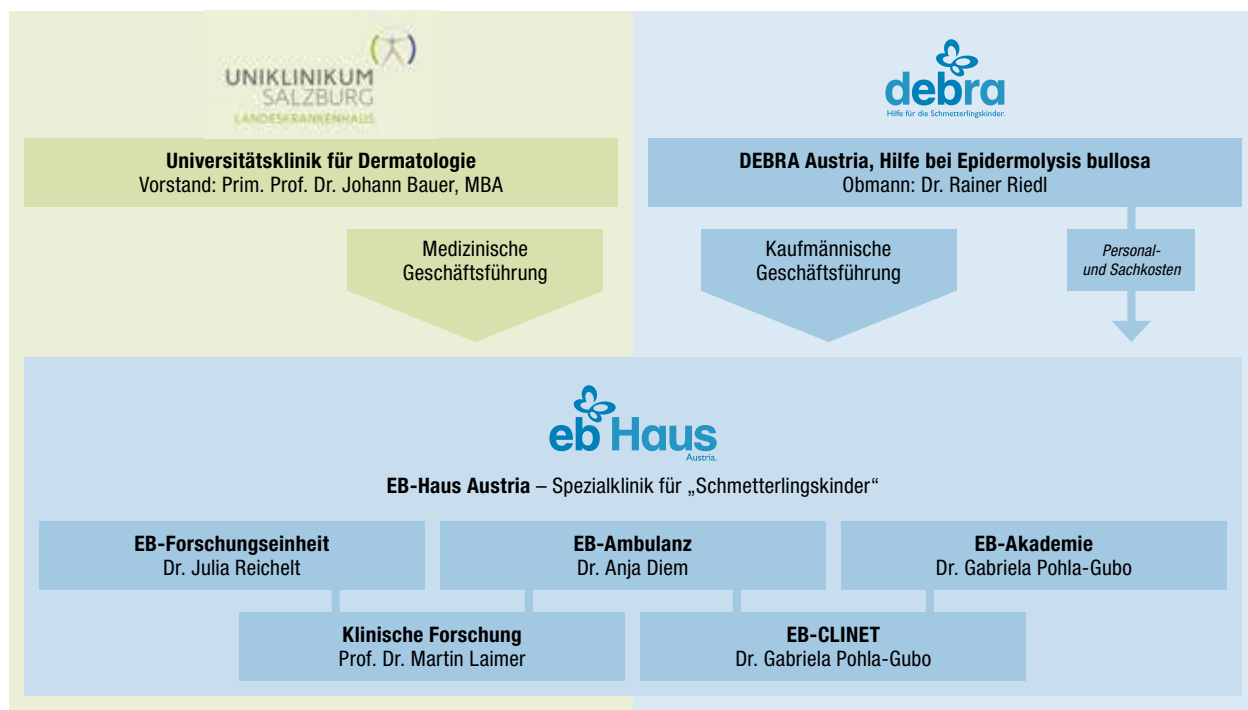 UNIKLINIKUM
SALZBURG
LANDESKRANKENHAUS
debra
Hilfe für die Schmetterlingskinder.
Universitätsklinik für Dermatologie
Vorstand: Prim. Prof. Dr. Johann Bauer, MBA
DEBRA Austria, Hilfe bei Epidermolysis bullosa
Obmann: Dr. Rainer Riedl
Medizinische
Geschäftsführung
Kaufmännische
Geschäftsführung
Personal-
und Sachkosten
eb Haus
Austria.
EB-Haus Austria – Spezialklinik für „Schmetterlingskinder“
EB-Forschungseinheit
Dr. Julia Reichelt
EB-Ambulanz
Dr. Anja Diem
EB-Akademie
Dr. Gabriela Pohla-Gubo
Klinische Forschung
Prof. Dr. Martin Laimer
EB-CLINET
Dr. Gabriela Pohla-Gubo